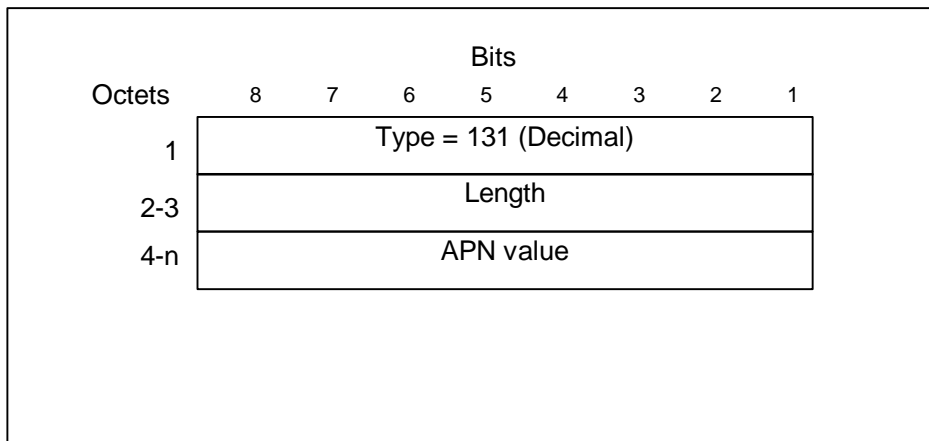 Bits
Octets 8 7 6 5 4 3 2 1
1 Type = 131 (Decimal)
2-3 Length
4-n APN value